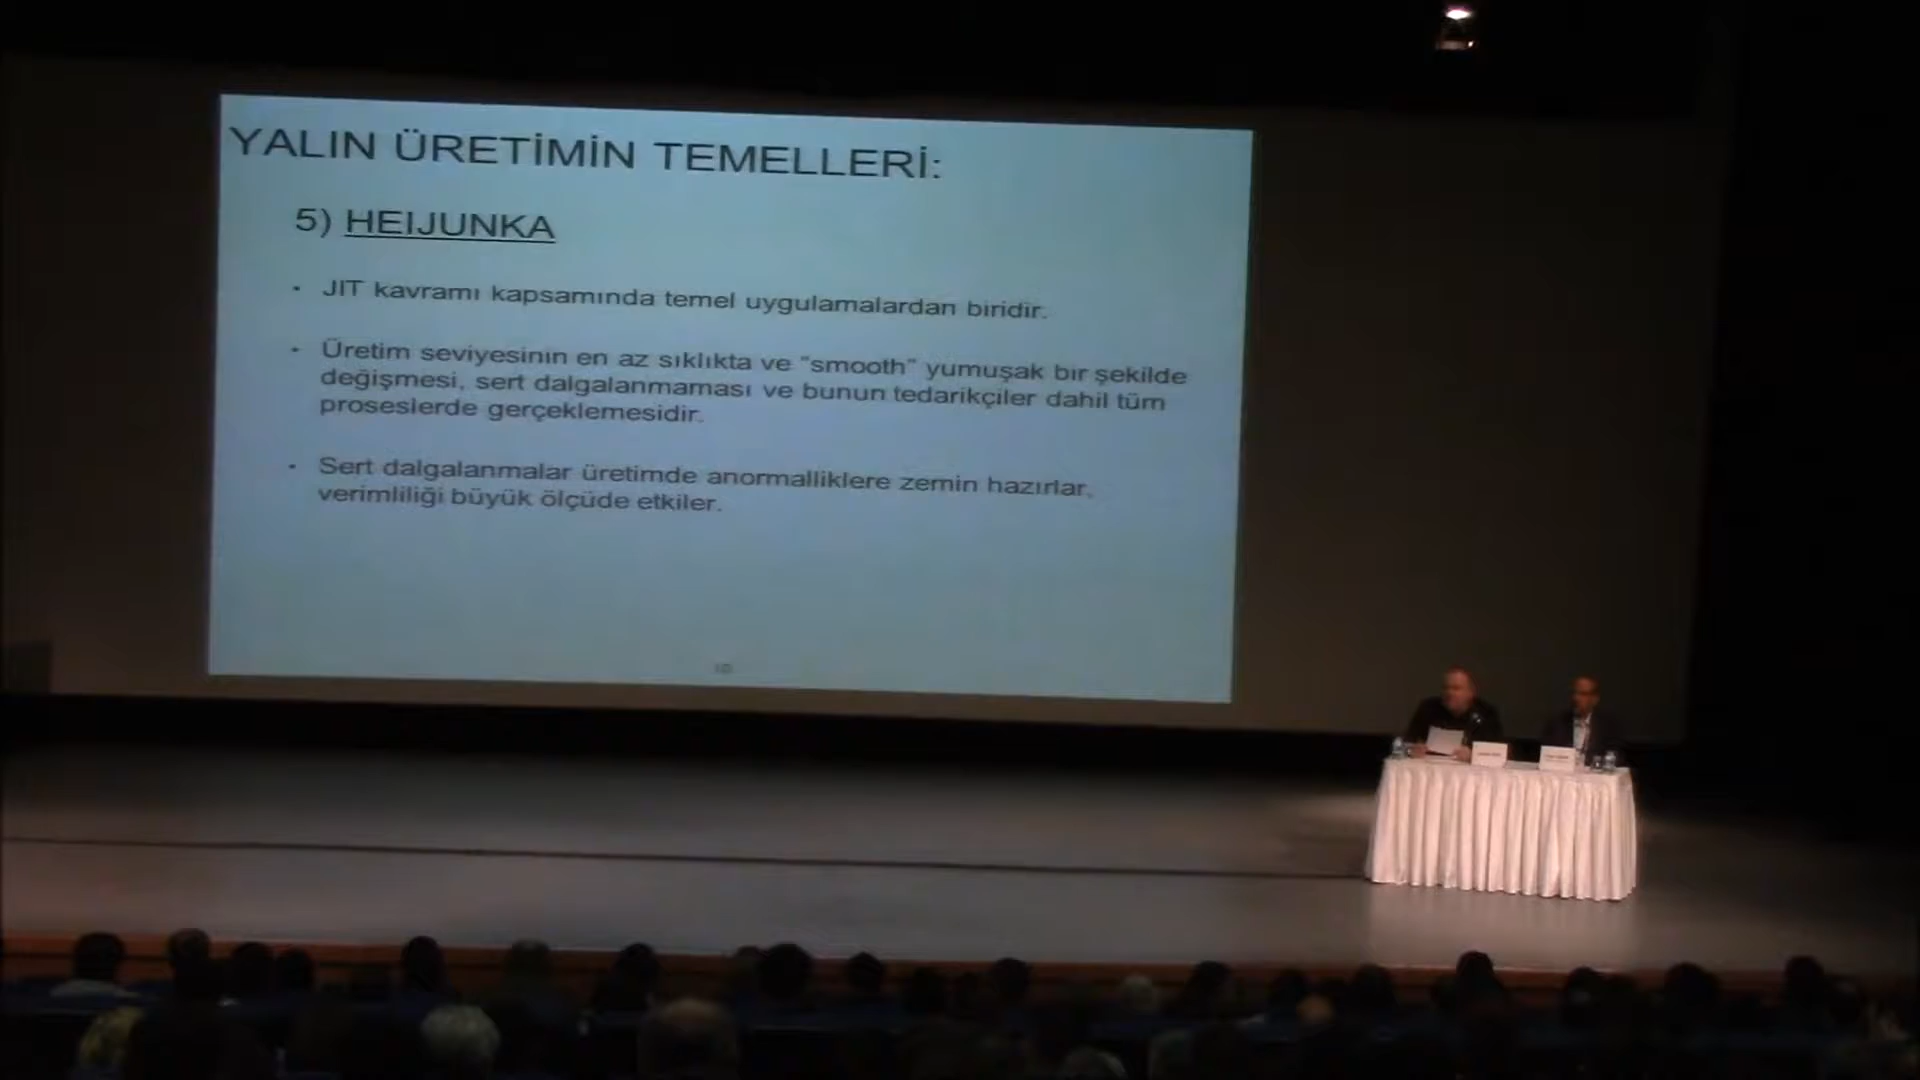 YALIN ÜRETİMİN TEMELLERİ:
5) HEIJUNKA
• JIT kavramı kapsamında temel uygulamalardan biridir.
• Üretim seviyesinin en az sıklıkta ve “smooth” yumuşak bir şekilde
değişmesi, sert dalgalanmaması ve bunun tedarikçiler dahil tüm
proseslerde gerçeklemesidir.
• Sert dalgalanmalar üretimde anormalliklere zemin hazırlar,
verimliliği büyük ölçüde etkiler.